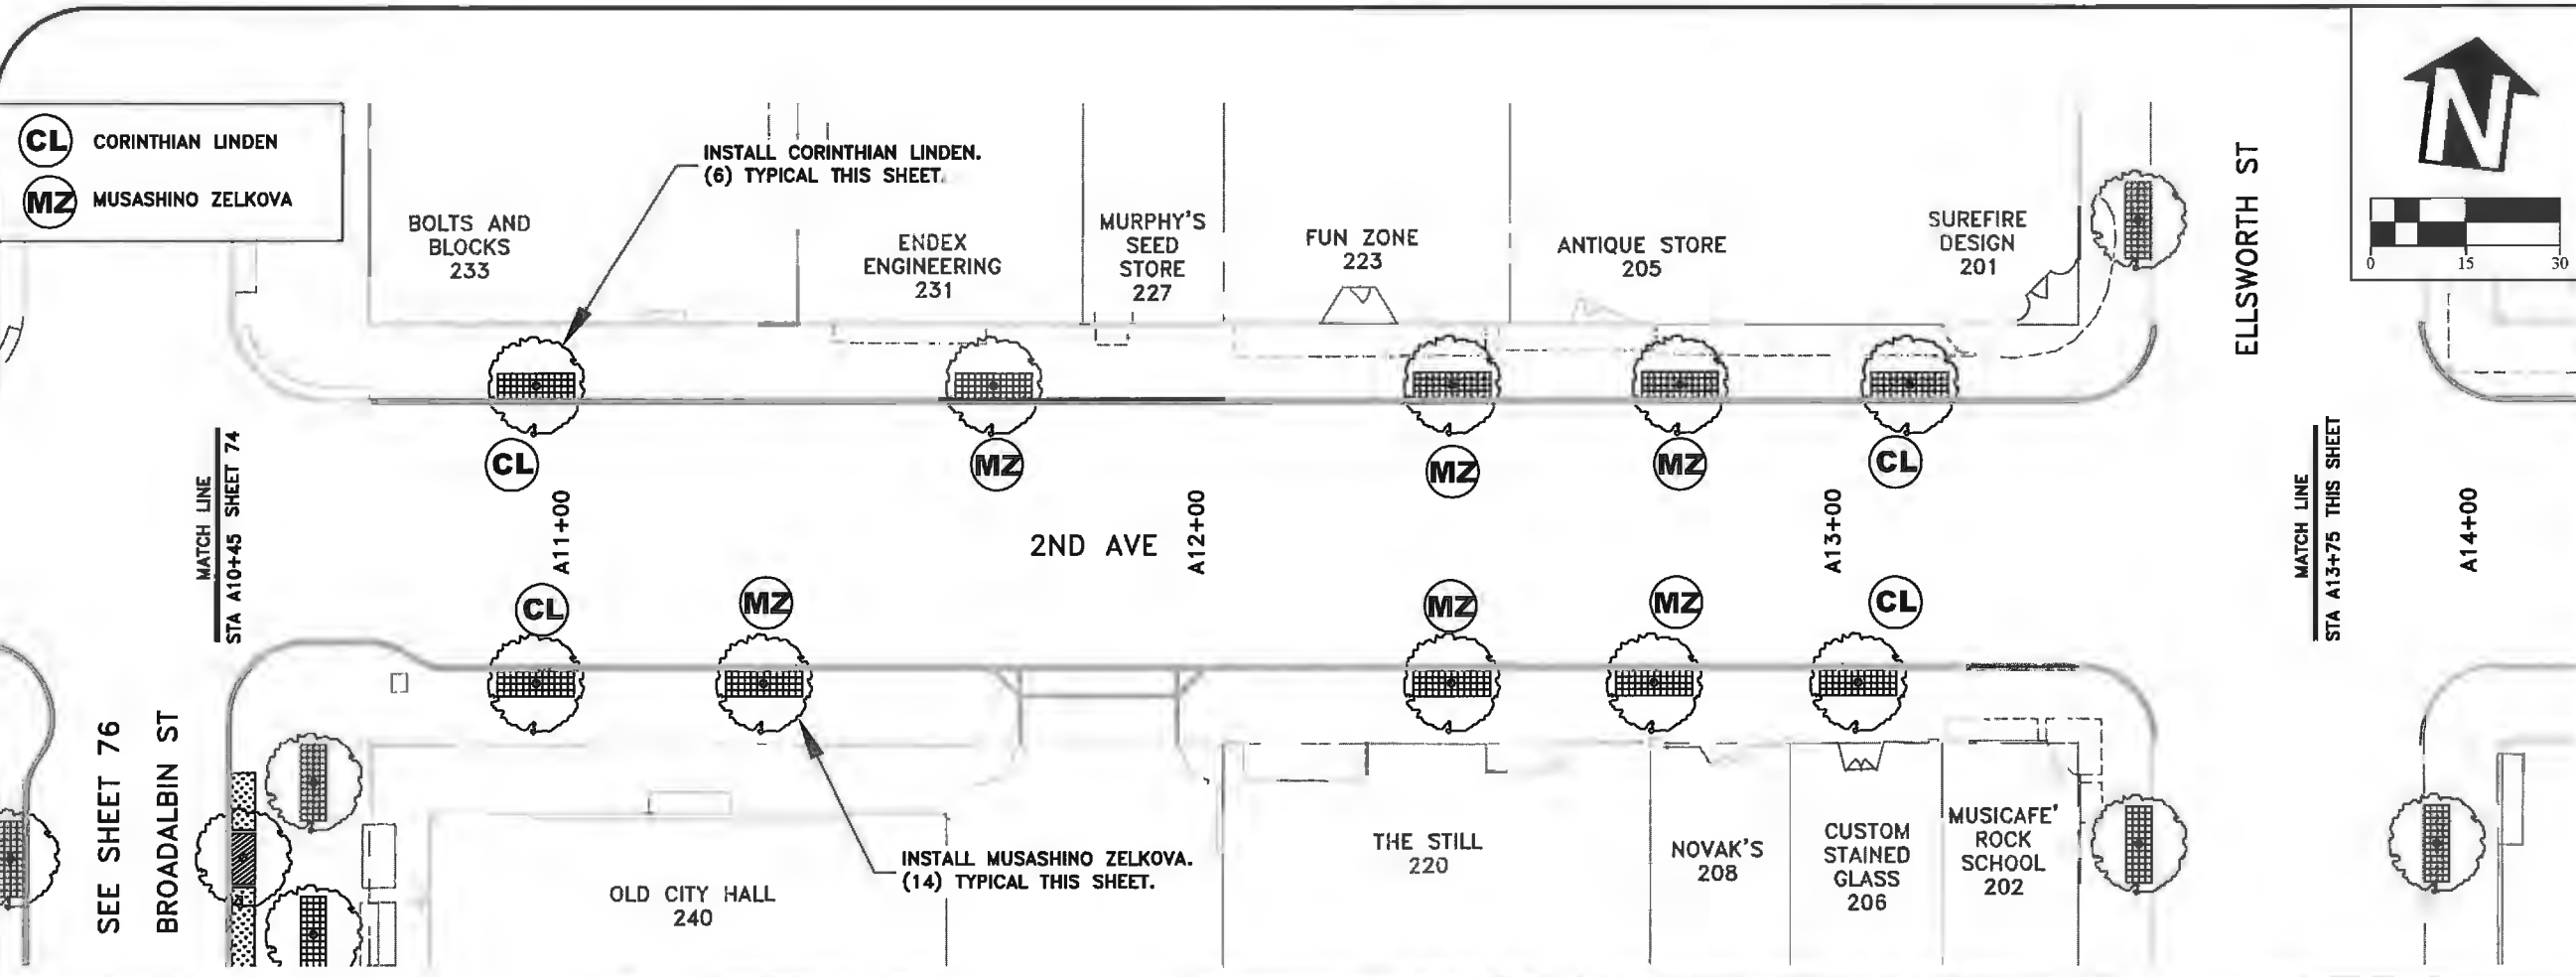 CL CORINTHIAN LINDEN
MZ MUSASHINO ZELKOVA
INSTALL CORINTHIAN LINDEN.
(6) TYPICAL THIS SHEET.
BOLTS AND
BLOCKS
233
ENDEX
ENGINEERING
231
MURPHY'S
SEED
STORE
227
FUN ZONE
223
ANTIQUE STORE
205
SUREFIRE
DESIGN
201
ELLSWORTH ST
N
0 15 30
CL
MZ
MZ
MZ
CL
MATCH LINE
STA A10+45 SHEET 74
A11+00
2ND AVE
A12+00
A13+00
MATCH LINE
STA A13+75 THIS SHEET
A14+00
CL
MZ
MZ
MZ
CL
SEE SHEET 76
BROADALBIN ST
OLD CITY HALL
240
INSTALL MUSASHINO ZELKOVA.
(14) TYPICAL THIS SHEET.
THE STILL
220
NOVAK'S
208
CUSTOM
STAINED
GLASS
206
MUSICAFE'
ROCK
SCHOOL
202